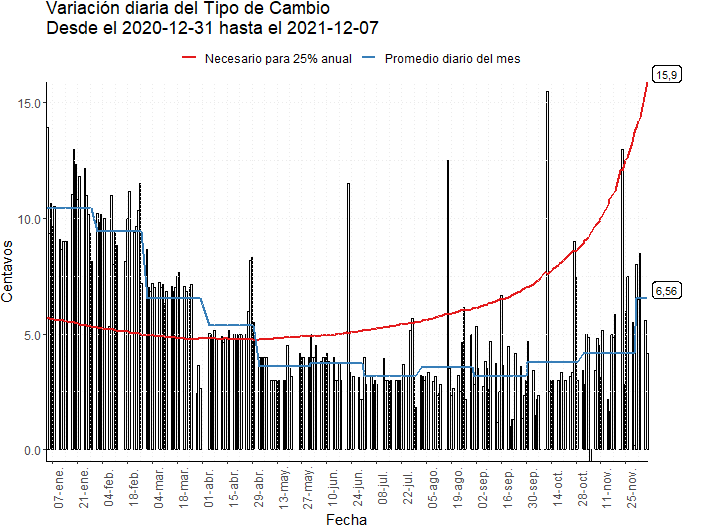 Variación diaria del Tipo de Cambio
Desde el 2020-12-31 hasta el 2021-12-07
Necesario para 25% anual
Promedio diario del mes
15,9
15.0
10.0
6,56
5.0
0.0
Centavos
07-ene.
21-ene.
04-feb.
18-feb.
04-mar.
18-mar.
01-abr.
15-abr.
29-abr.
13-may.
27-may.
10-jun.
24-jun.
08-jul.
22-jul.
05-ago.
19-ago.
02-sep.
16-sep.
30-sep.
14-oct.
28-oct.
11-nov.
25-nov.
Fecha